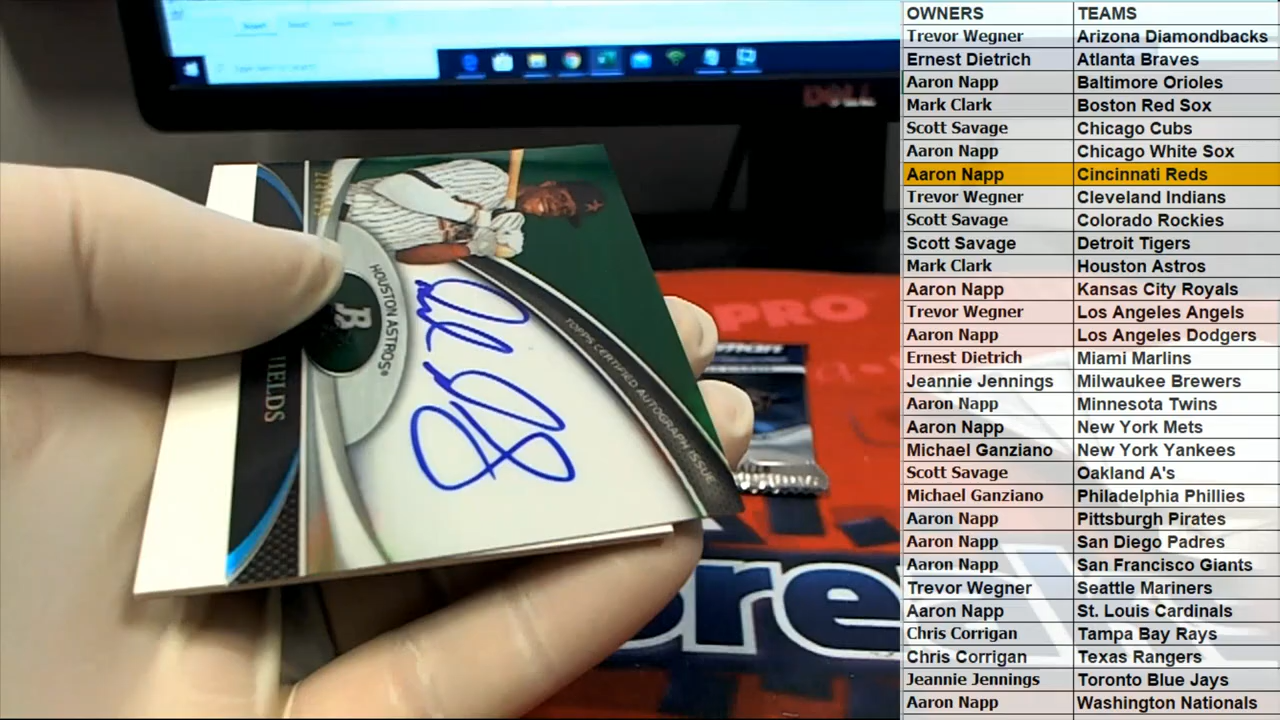 OWNERS TEAMS
Trevor Wegner Arizona Diamondbacks
Ernest Dietrich Atlanta Braves
Aaron Napp Baltimore Orioles
Mark Clark Boston Red Sox
Scott Savage Chicago Cubs
Aaron Napp Chicago White Sox
Aaron Napp Cincinnati Reds
Trevor Wegner Cleveland Indians
Scott Savage Colorado Rockies
Scott Savage Detroit Tigers
Mark Clark Houston Astros
Aaron Napp Kansas City Royals
Trevor Wegner Los Angeles Angels
Aaron Napp Los Angeles Dodgers
Ernest Dietrich Miami Marlins
Jeannie Jennings Milwaukee Brewers
Aaron Napp Minnesota Twins
Aaron Napp New York Mets
Michael Ganziano New York Yankees
Scott Savage Oakland A's
Michael Ganziano Philadelphia Phillies
Aaron Napp Pittsburgh Pirates
Aaron Napp San Diego Padres
Aaron Napp San Francisco Giants
Trevor Wegner Seattle Mariners
Aaron Napp St. Louis Cardinals
Chris Corrigan Tampa Bay Rays
Chris Corrigan Texas Rangers
Jeannie Jennings Toronto Blue Jays
Aaron Napp Washington Nationals
DELL
HOUSTON ASTROS®
B
IELDS
TOPPS CERTIFIED AUTOGRAPH ISSUE
PRO
Brea